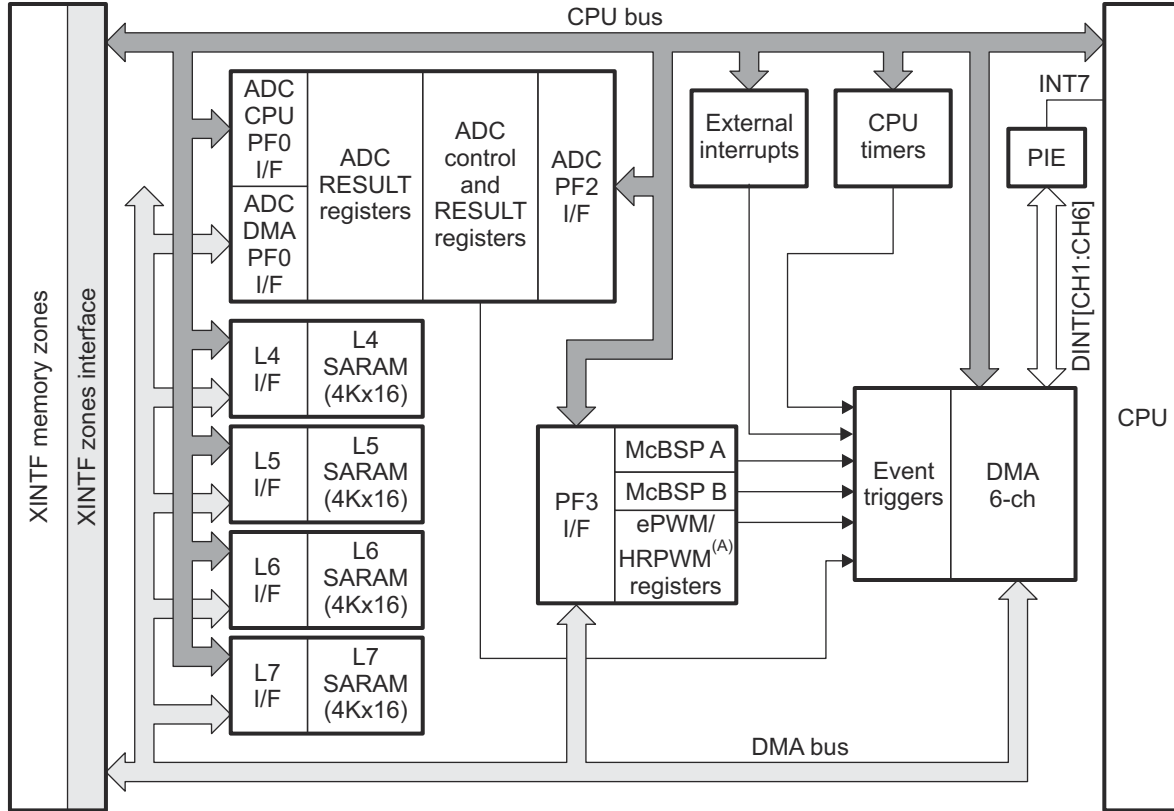 CPU bus
XINTF memory zones
XINTF zones interface
ADC
CPU
PF0
I/F
ADC
DMA
PF0
I/F
ADC
RESULT
registers
ADC
control
and
RESULT
registers
ADC
PF2
I/F
External
interrupts
CPU
timers
INT7
PIE
DINT[CH1:CH6]
CPU
L4
I/F
L4
SARAM
(4Kx16)
L5
I/F
L5
SARAM
(4Kx16)
L6
I/F
L6
SARAM
(4Kx16)
L7
I/F
L7
SARAM
(4Kx16)
PF3
I/F
McBSP A
McBSP B
ePWM/
HRPWM(A)
registers
Event
triggers
DMA
6-ch
DMA bus